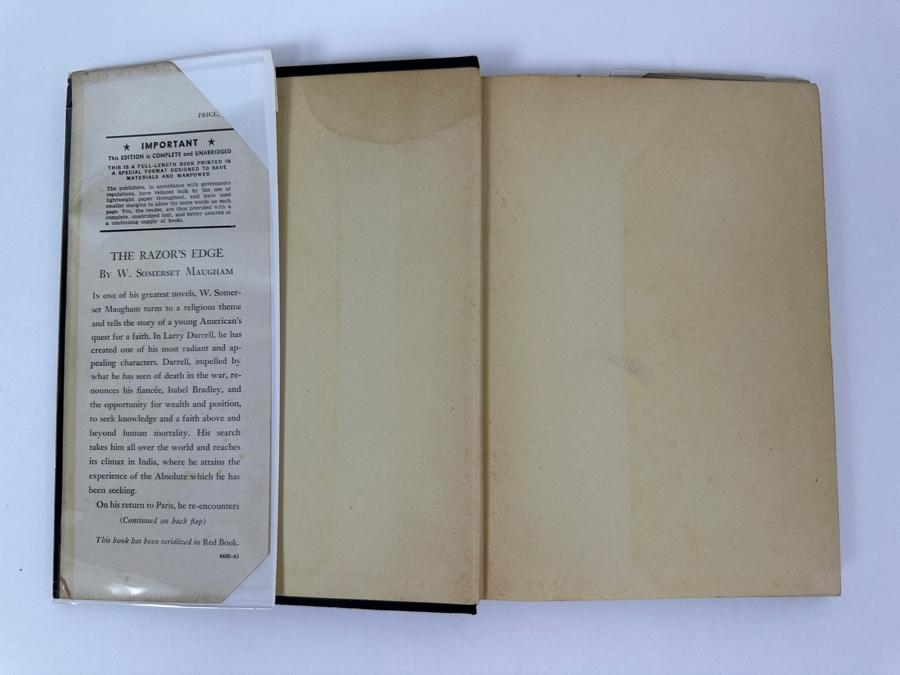 PRICE,
★ IMPORTANT ★
This EDITION is COMPLETE and UNABRIDGED
THIS IS A FULL-LENGTH BOOK PRINTED IN
A SPECIAL FORMAT DESIGNED TO SAVE
MATERIALS AND MANPOWER
The publishers, in accordance with government
regulations, have reduced bulk by the use of
lightweight paper throughout, and have used
smaller margins to allow for more words on each
page. You, the reader, are thus provided with a
complete, unabridged text, and better assured of
a continuing supply of books.
THE RAZOR'S EDGE
BY W. SOMERSET MAUGHAM
IN ONE of his greatest novels, W. Somer-
set Maugham turns to a religious theme
and tells the story of a young American's
quest for a faith. In Larry Darrell, he has
created one of his most radiant and ap-
pealing characters. Darrell, impelled by
what he has seen of death in the war, re-
nounces his fiancée, Isabel Bradley, and
the opportunity for wealth and position,
to seek knowledge and a faith above and
beyond human mortality. His search
takes him all over the world and reaches
its climax in India, where he attains the
experience of the Absolute which he has
been seeking.
On his return to Paris, he re-encounters
(Continued on back flap)
This book has been serialized in Red Book.